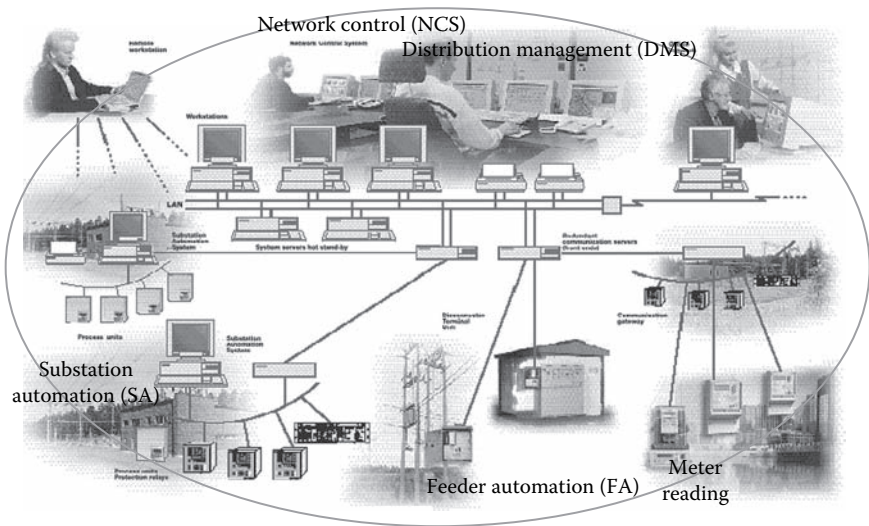 Network control (NCS)
Remote
workstation
Network Control System
Distribution management (DMS)
Workstations
LAN
Substation
Automation
System
System servers hot stand-by
Redundant
communication servers
Process units
Substation
automation
System
Terminal
Communication
gateway
Substation
automation (SA)
Process units
Protection relays
Feeder automation (FA)
Meter
reading